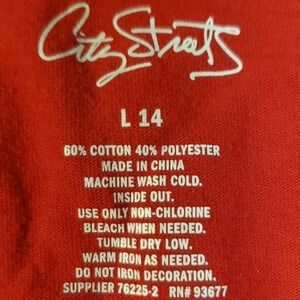 City Streets
L 14
60% COTTON 40% POLYESTER
MADE IN CHINA
MACHINE WASH COLD.
INSIDE OUT.
USE ONLY NON-CHLORINE
BLEACH WHEN NEEDED.
TUMBLE DRY LOW.
WARM IRON AS NEEDED.
DO NOT IRON DECORATION.
SUPPLIER 76225-2 RN# 93677